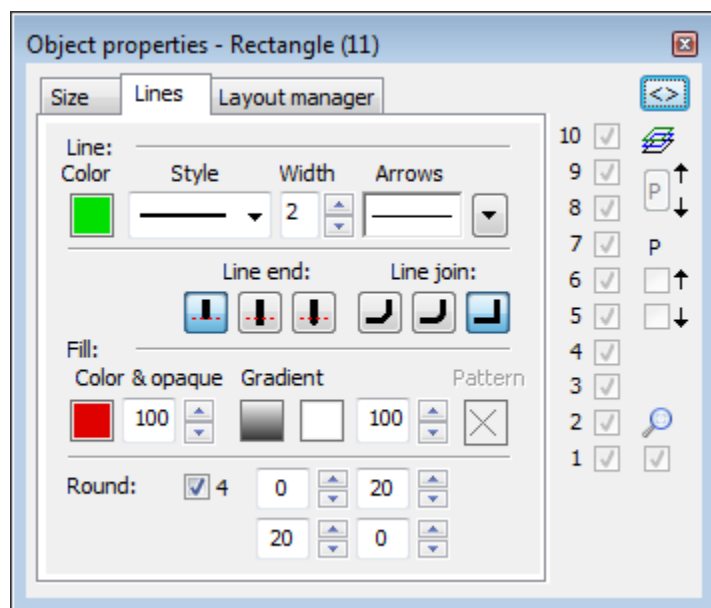 Object properties - Rectangle (11)
Size Lines Layout manager <>
Line:
Color Style Width Arrows
2
Line end: Line join:
Fill:
Color & opaque Gradient Pattern
100 100
Round: 4 0 20
20 0
10
9
P
8
7 P
6
5
4
3
2
1